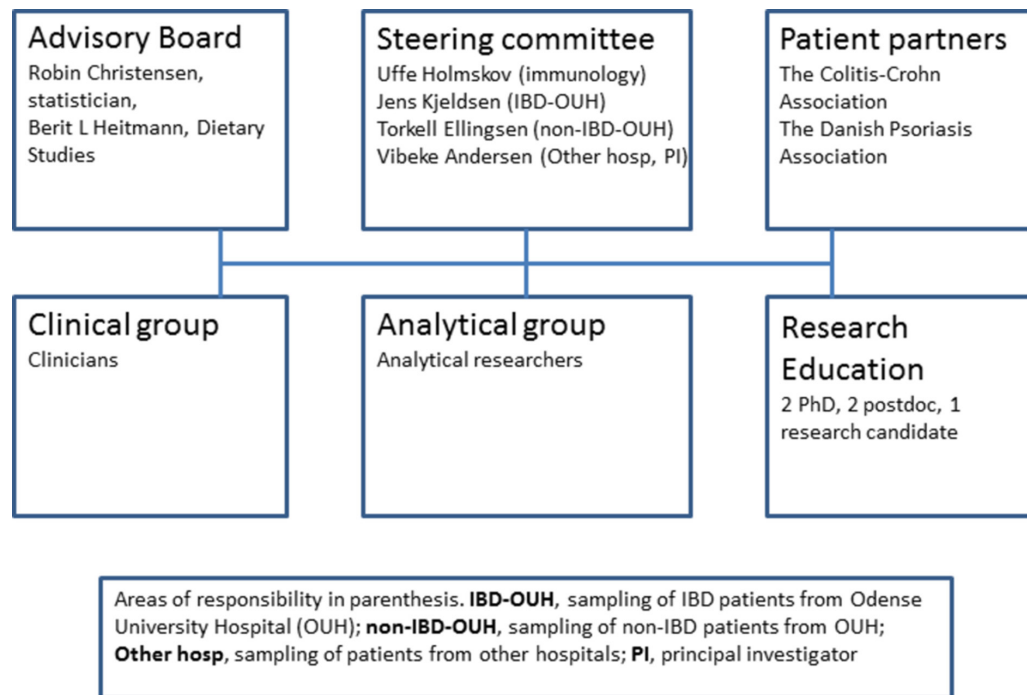 Advisory Board
Robin Christensen,
statistician,
Berit L Heitmann, Dietary
Studies
Steering committee
Uffe Holmskov (immunology)
Jens Kjeldsen (IBD-OUH)
Torkell Ellingsen (non-IBD-OUH)
Vibeke Andersen (Other hosp, PI)
Patient partners
The Colitis-Crohn
Association
The Danish Psoriasis
Association
Clinical group
Clinicians
Analytical group
Analytical researchers
Research
Education
2 PhD, 2 postdoc, 1
research candidate
Areas of responsibility in parenthesis. IBD-OUH, sampling of IBD patients from Odense
University Hospital (OUH); non-IBD-OUH, sampling of non-IBD patients from OUH;
Other hosp, sampling of patients from other hospitals; PI, principal investigator